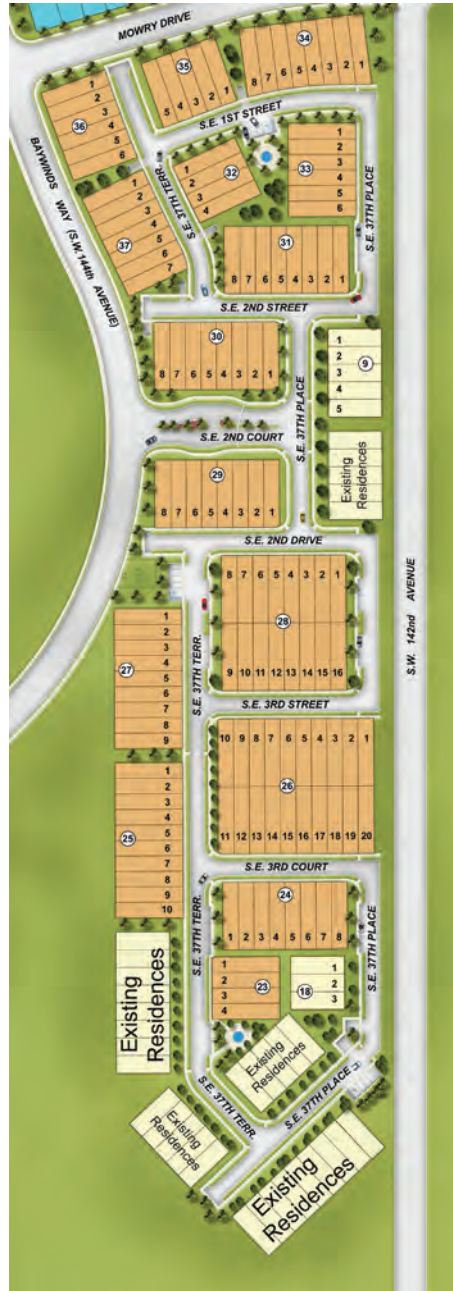 MOWRY DRIVE
34
8 7 6 5 4 3 2 1
35
5 4 3 2 1
36
1
2
3
4
5
6
S.E. 1ST STREET
BAYWINDS WAY (S.W. 144th AVENUE)
S.E. 37TH TERR.
32
1
2
3
4
33
1
2
3
4
5
6
S.E. 37TH PLACE
37
1
2
3
4
5
6
7
31
8 7 6 5 4 3 2 1
S.E. 2ND STREET
30
8 7 6 5 4 3 2 1
S.E. 37TH PLACE
9
1
2
3
4
5
S.E. 2ND COURT
Existing
Residences
29
8 7 6 5 4 3 2 1
S.E. 2ND DRIVE
S.W. 142nd AVENUE
8 7 6 5 4 3 2 1
28
9 10 11 12 13 14 15 16
S.E. 37TH TERR.
27
1
2
3
4
5
6
7
8
9
S.E. 3RD STREET
10 9 8 7 6 5 4 3 2 1
26
11 12 13 14 15 16 17 18 19 20
25
1
2
3
4
5
6
7
8
9
10
S.E. 3RD COURT
24
1 2 3 4 5 6 7 8
S.E. 37TH TERR.
S.E. 37TH PLACE
23
1
2
3
4
18
1
2
3
Existing
Residences
Existing
Residences
S.E. 37TH TERR.
S.E. 37TH PLACE
Existing
Residences
Existing
Residences